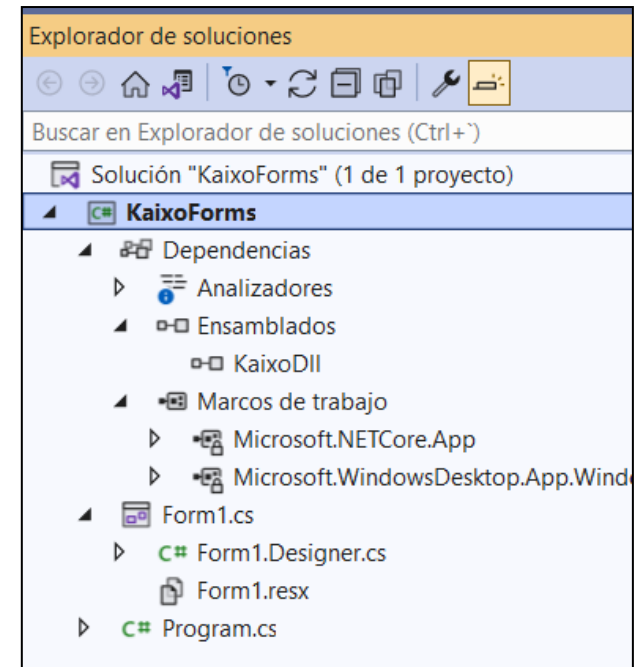 Explorador de soluciones
Buscar en Explorador de soluciones (Ctrl+`)
Solución "KaixoForms" (1 de 1 proyecto)
C# KaixoForms
Dependencias
Analizadores
Ensamblados
KaixoDll
Marcos de trabajo
Microsoft.NETCore.App
Microsoft.WindowsDesktop.App.Wind
Form1.cs
C# Form1.Designer.cs
Form1.resx
C# Program.cs